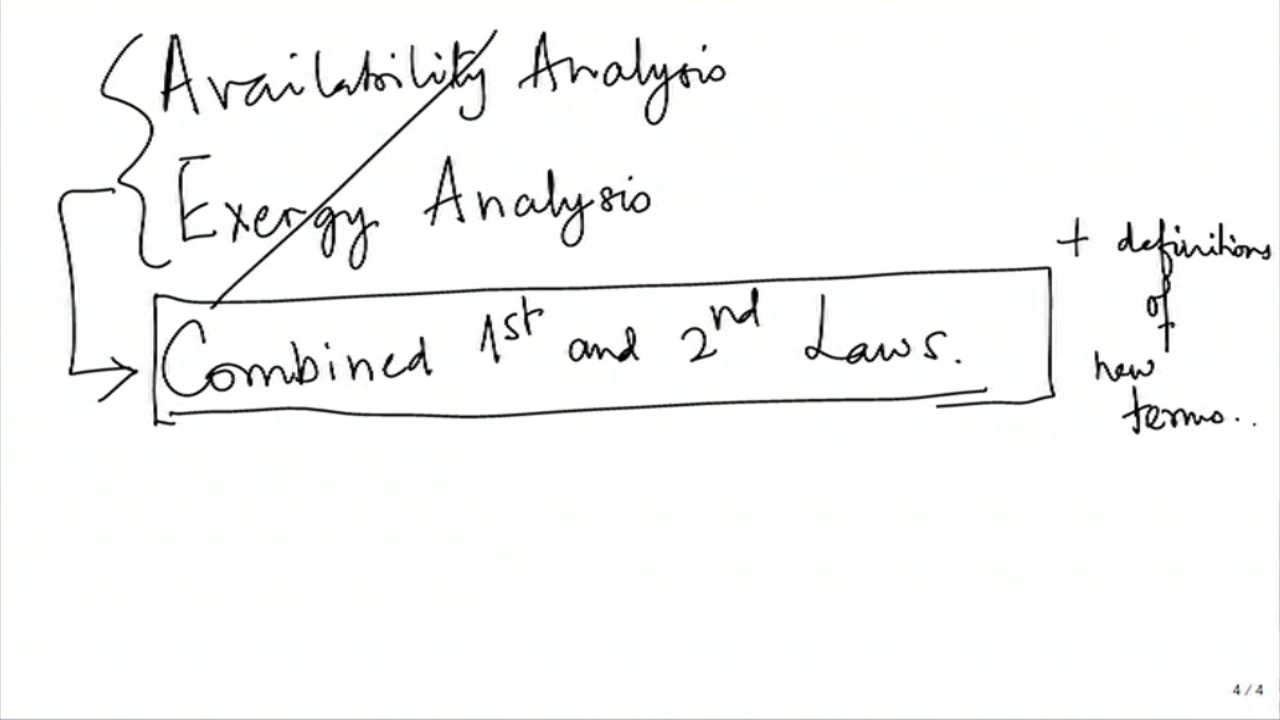 Availability Analysis
Exergy Analysis
Combined 1st and 2nd Laws.
+ definitions
of
new
terms..
4/4